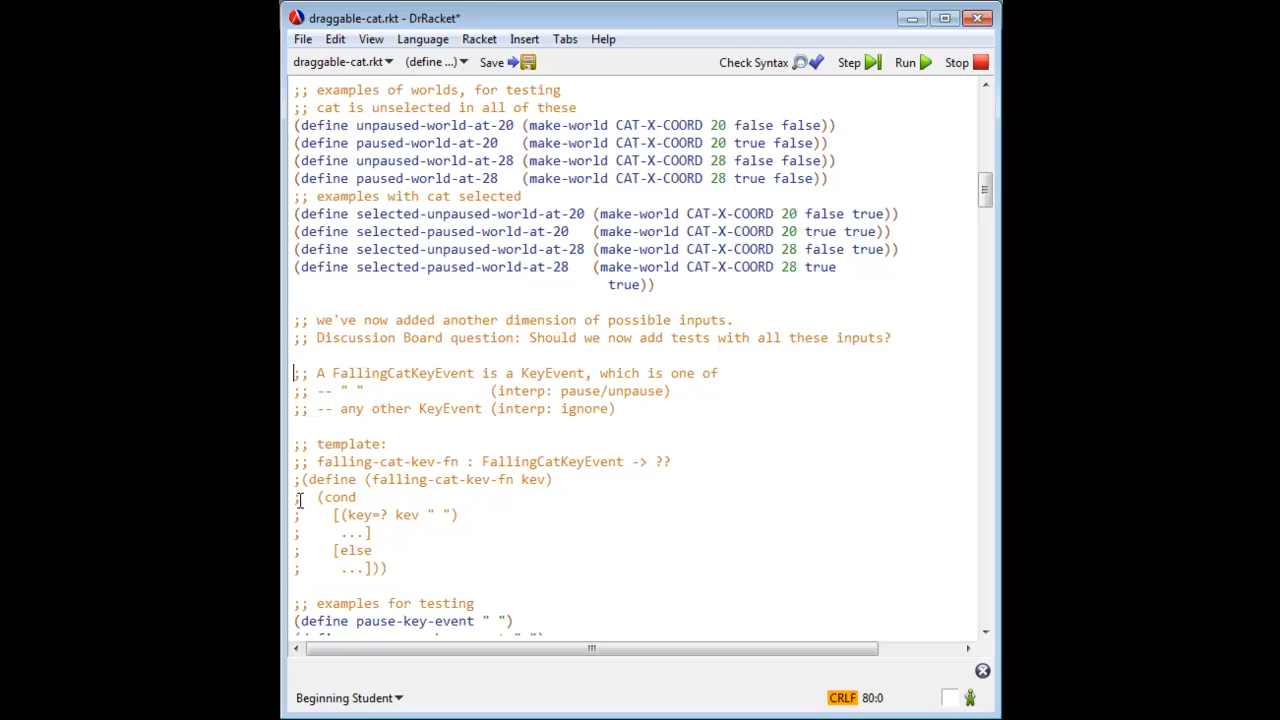 draggable-cat.rkt - DrRacket*
File Edit View Language Racket Insert Tabs Help
draggable-cat.rkt (define ...) Save Check Syntax Step Run Stop
;; examples of worlds, for testing
;; cat is unselected in all of these
(define unpaused-world-at-20 (make-world CAT-X-COORD 20 false false))
(define paused-world-at-20   (make-world CAT-X-COORD 20 true false))
(define unpaused-world-at-28 (make-world CAT-X-COORD 28 false false))
(define paused-world-at-28   (make-world CAT-X-COORD 28 true false))
;; examples with cat selected
(define selected-unpaused-world-at-20 (make-world CAT-X-COORD 20 false true))
(define selected-paused-world-at-20   (make-world CAT-X-COORD 20 true true))
(define selected-unpaused-world-at-28 (make-world CAT-X-COORD 28 false true))
(define selected-paused-world-at-28   (make-world CAT-X-COORD 28 true
true))
;; we've now added another dimension of possible inputs.
;; Discussion Board question: Should we now add tests with all these inputs?
;; A FallingCatKeyEvent is a KeyEvent, which is one of
;; -- " "                (interp: pause/unpause)
;; -- any other KeyEvent (interp: ignore)
;; template:
;; falling-cat-kev-fn : FallingCatKeyEvent -> ??
;(define (falling-cat-kev-fn kev)
;  (cond
;    [(key=? kev " ")
;     ...]
;    [else
;     ...]))
;; examples for testing
(define pause-key-event " ")
Beginning Student CRLF 80:0